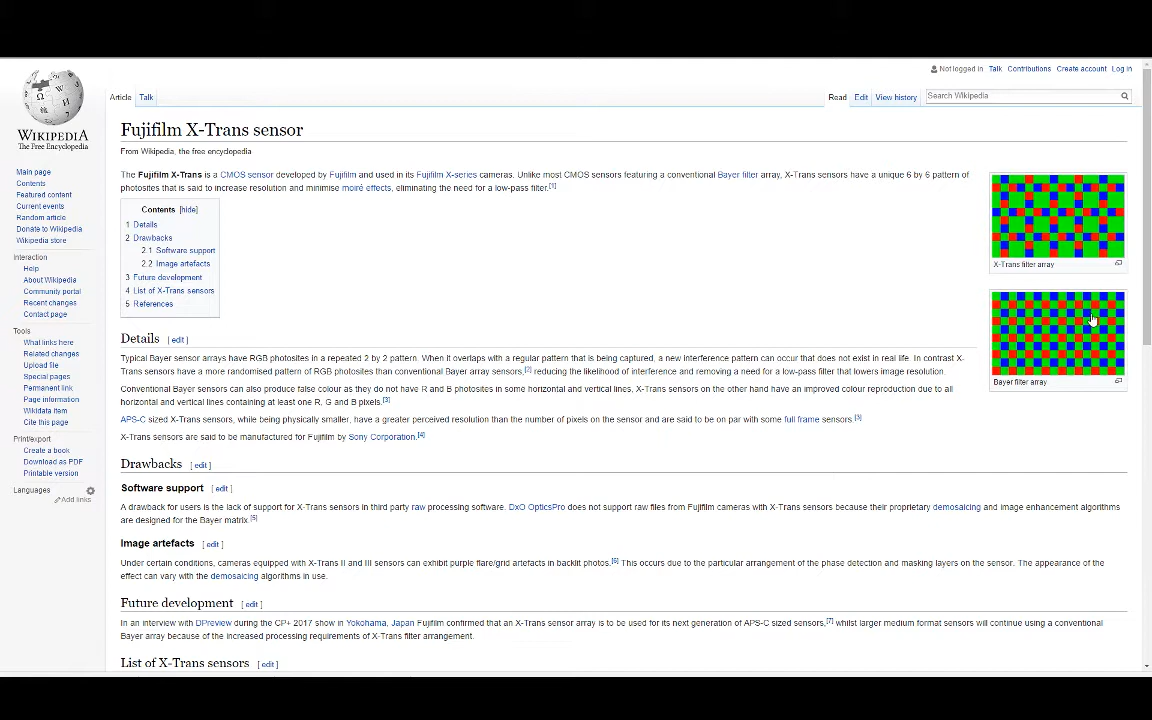 Not logged in Talk Contributions Create account Log in
Article Talk
Read Edit View history
Search Wikipedia
WIKIPEDIA
The Free Encyclopedia
Main page
Contents
Featured content
Current events
Random article
Donate to Wikipedia
Wikipedia store
Interaction
Help
About Wikipedia
Community portal
Recent changes
Contact page
Tools
What links here
Related changes
Upload file
Special pages
Permanent link
Page information
Wikidata item
Cite this page
Print/export
Create a book
Download as PDF
Printable version
Languages
Add links
Fujifilm X-Trans sensor
From Wikipedia, the free encyclopedia
The Fujifilm X-Trans is a CMOS sensor developed by Fujifilm and used in its Fujifilm X-series cameras. Unlike most CMOS sensors featuring a conventional Bayer filter array, X-Trans sensors have a unique 6 by 6 pattern of
photosites that is said to increase resolution and minimise moiré effects, eliminating the need for a low-pass filter.[1]
Contents [hide]
1 Details
2 Drawbacks
2.1 Software support
2.2 Image artefacts
3 Future development
4 List of X-Trans sensors
5 References
X-Trans filter array
Bayer filter array
Details [ edit ]
Typical Bayer sensor arrays have RGB photosites in a repeated 2 by 2 pattern. When it overlaps with a regular pattern that is being captured, a new interference pattern can occur that does not exist in real life. In contrast X-
Trans sensors have a more randomised pattern of RGB photosites than conventional Bayer array sensors,[2] reducing the likelihood of interference and removing a need for a low-pass filter that lowers image resolution.
Conventional Bayer sensors can also produce false colour as they do not have R and B photosites in some horizontal and vertical lines, X-Trans sensors on the other hand have an improved colour reproduction due to all
horizontal and vertical lines containing at least one R, G and B pixels.[3]
APS-C sized X-Trans sensors, while being physically smaller, have a greater perceived resolution than the number of pixels on the sensor and are said to be on par with some full frame sensors.[3]
X-Trans sensors are said to be manufactured for Fujifilm by Sony Corporation.[4]
Drawbacks [ edit ]
Software support [ edit ]
A drawback for users is the lack of support for X-Trans sensors in third party raw processing software. DxO OpticsPro does not support raw files from Fujifilm cameras with X-Trans sensors because their proprietary demosaicing and image enhancement algorithms
are designed for the Bayer matrix.[5]
Image artefacts [ edit ]
Under certain conditions, cameras equipped with X-Trans II and III sensors can exhibit purple flare/grid artefacts in backlit photos.[6] This occurs due to the particular arrangement of the phase detection and masking layers on the sensor. The appearance of the
effect can vary with the demosaicing algorithms in use.
Future development [ edit ]
In an interview with DPreview during the CP+ 2017 show in Yokohama, Japan Fujifilm confirmed that an X-Trans sensor array is to be used for its next generation of APS-C sized sensors,[7] whilst larger medium format sensors will continue using a conventional
Bayer array because of the increased processing requirements of X-Trans filter arrangement.
List of X-Trans sensors [ edit ]